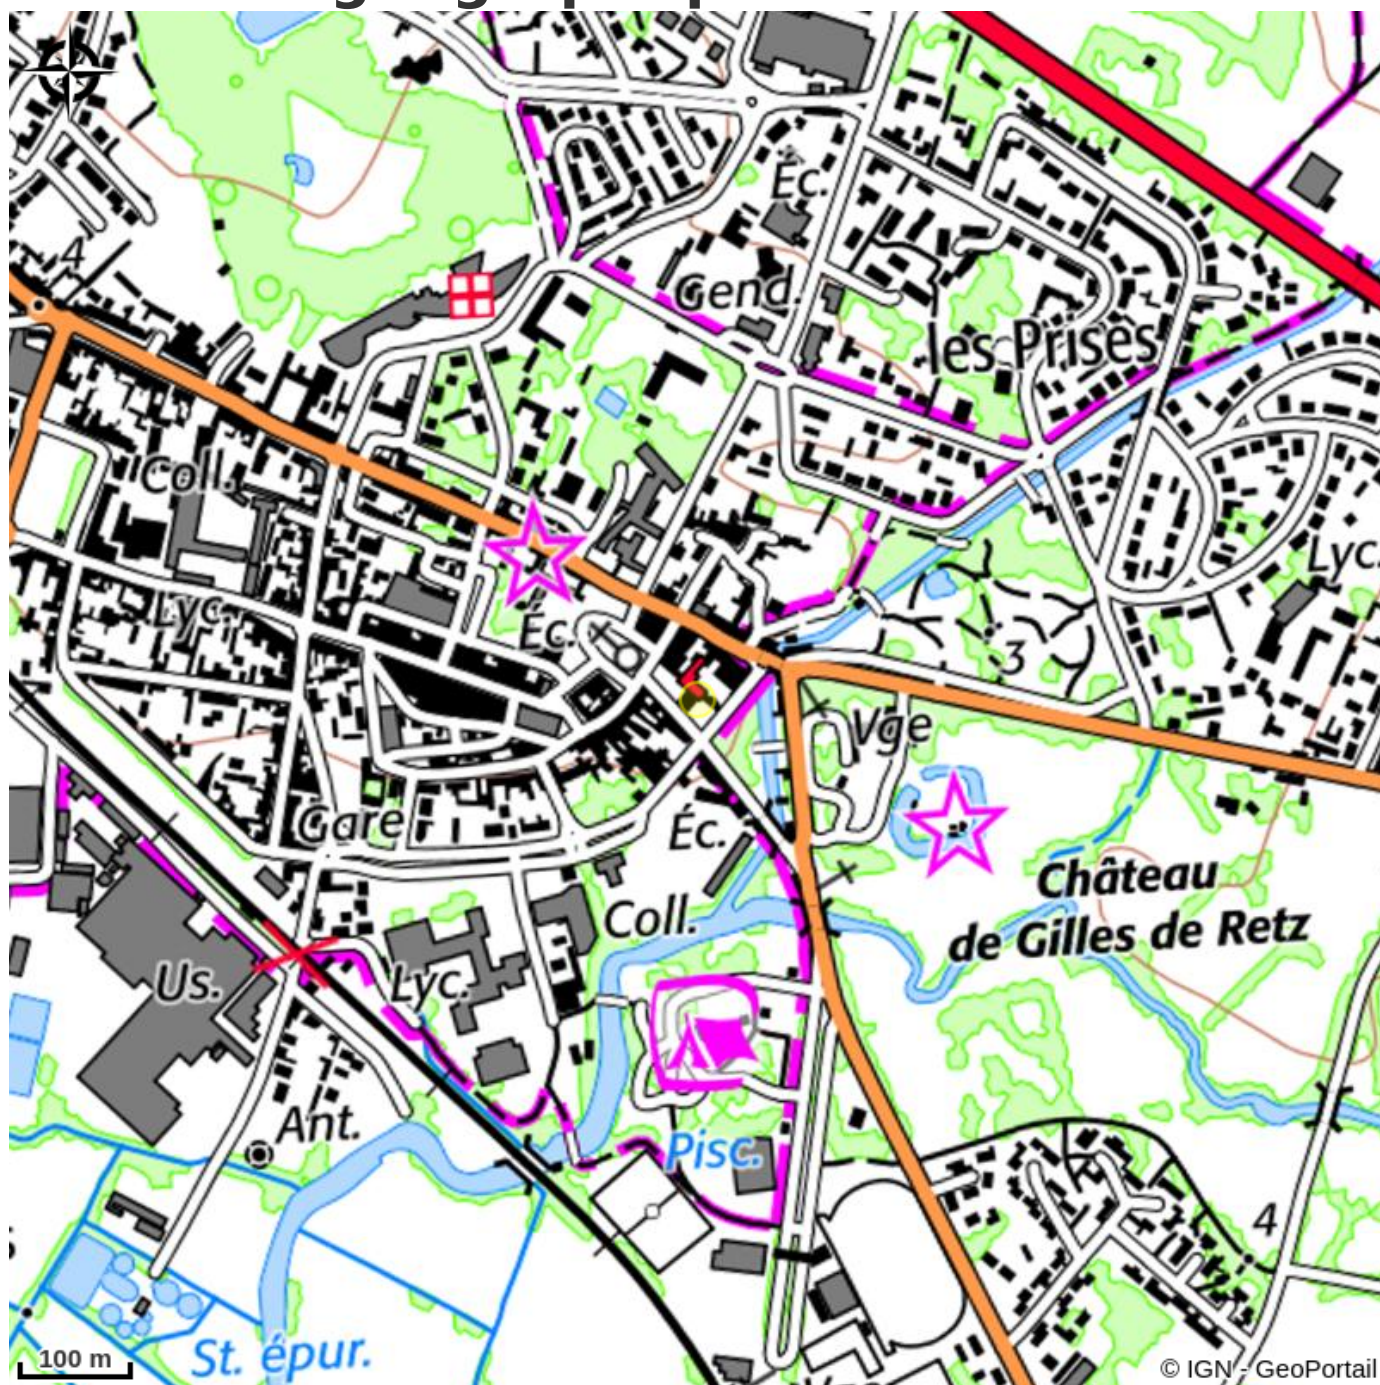 Éc.
4
Gend.
les Prises
Coll.
Lyc.
Lyc.
Éc.
3
Vge
Gare
Éc.
Château
de Gilles de Retz
Coll.
Us.
Lyc.
Ant.
Pisc.
4
St. épur.
100 m
© IGN - GeoPortail